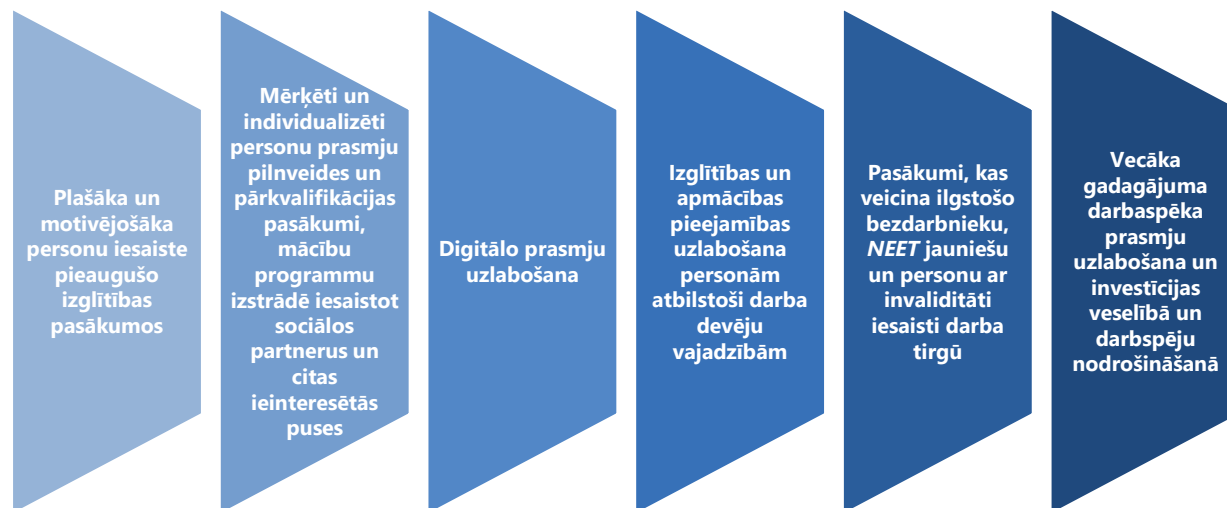 Plašāka un
motivējošāka
personu iesaiste
pieaugušo
izglītības
pasākumos
Mērķēti un
individualizēti
personu prasmju
pilnveides un
pārkvalifikācijas
pasākumi,
mācību
programmu
izstrādē iesaistot
sociālos
partnerus un
citas
ieinteresētās
puses
Digitālo prasmju
uzlabošana
Izglītības un
apmācības
pieejamības
uzlabošana
personām
atbilstoši darba
devēju
vajadzībām
Pasākumi, kas
veicina ilgstošo
bezdarbnieku,
NEET jauniešu
un personu ar
invaliditāti
iesaisti darba
tirgū
Vecāka
gadagājuma
darbaspēka
prasmju
uzlabošana un
investīcijas
veselībā un
darbspēju
nodrošināšanā